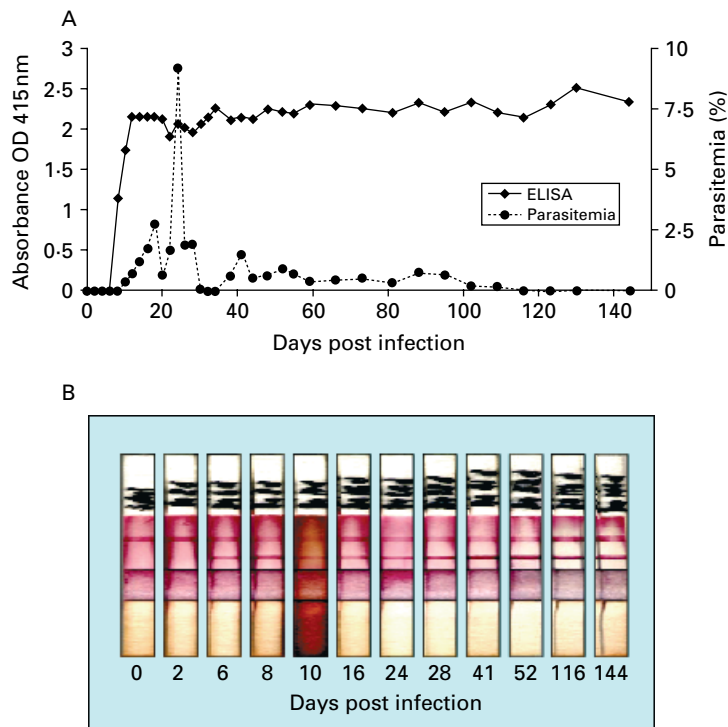 A
3
2·5
2
1·5
1
0·5
0
Absorbance OD 415nm
10
7·5
5
2·5
0
Parasitemia (%)
ELISA
Parasitemia
0 20 40 60 80 100 120 140
Days post infection
B
0 2 6 8 10 16 24 28 41 52 116 144
Days post infection